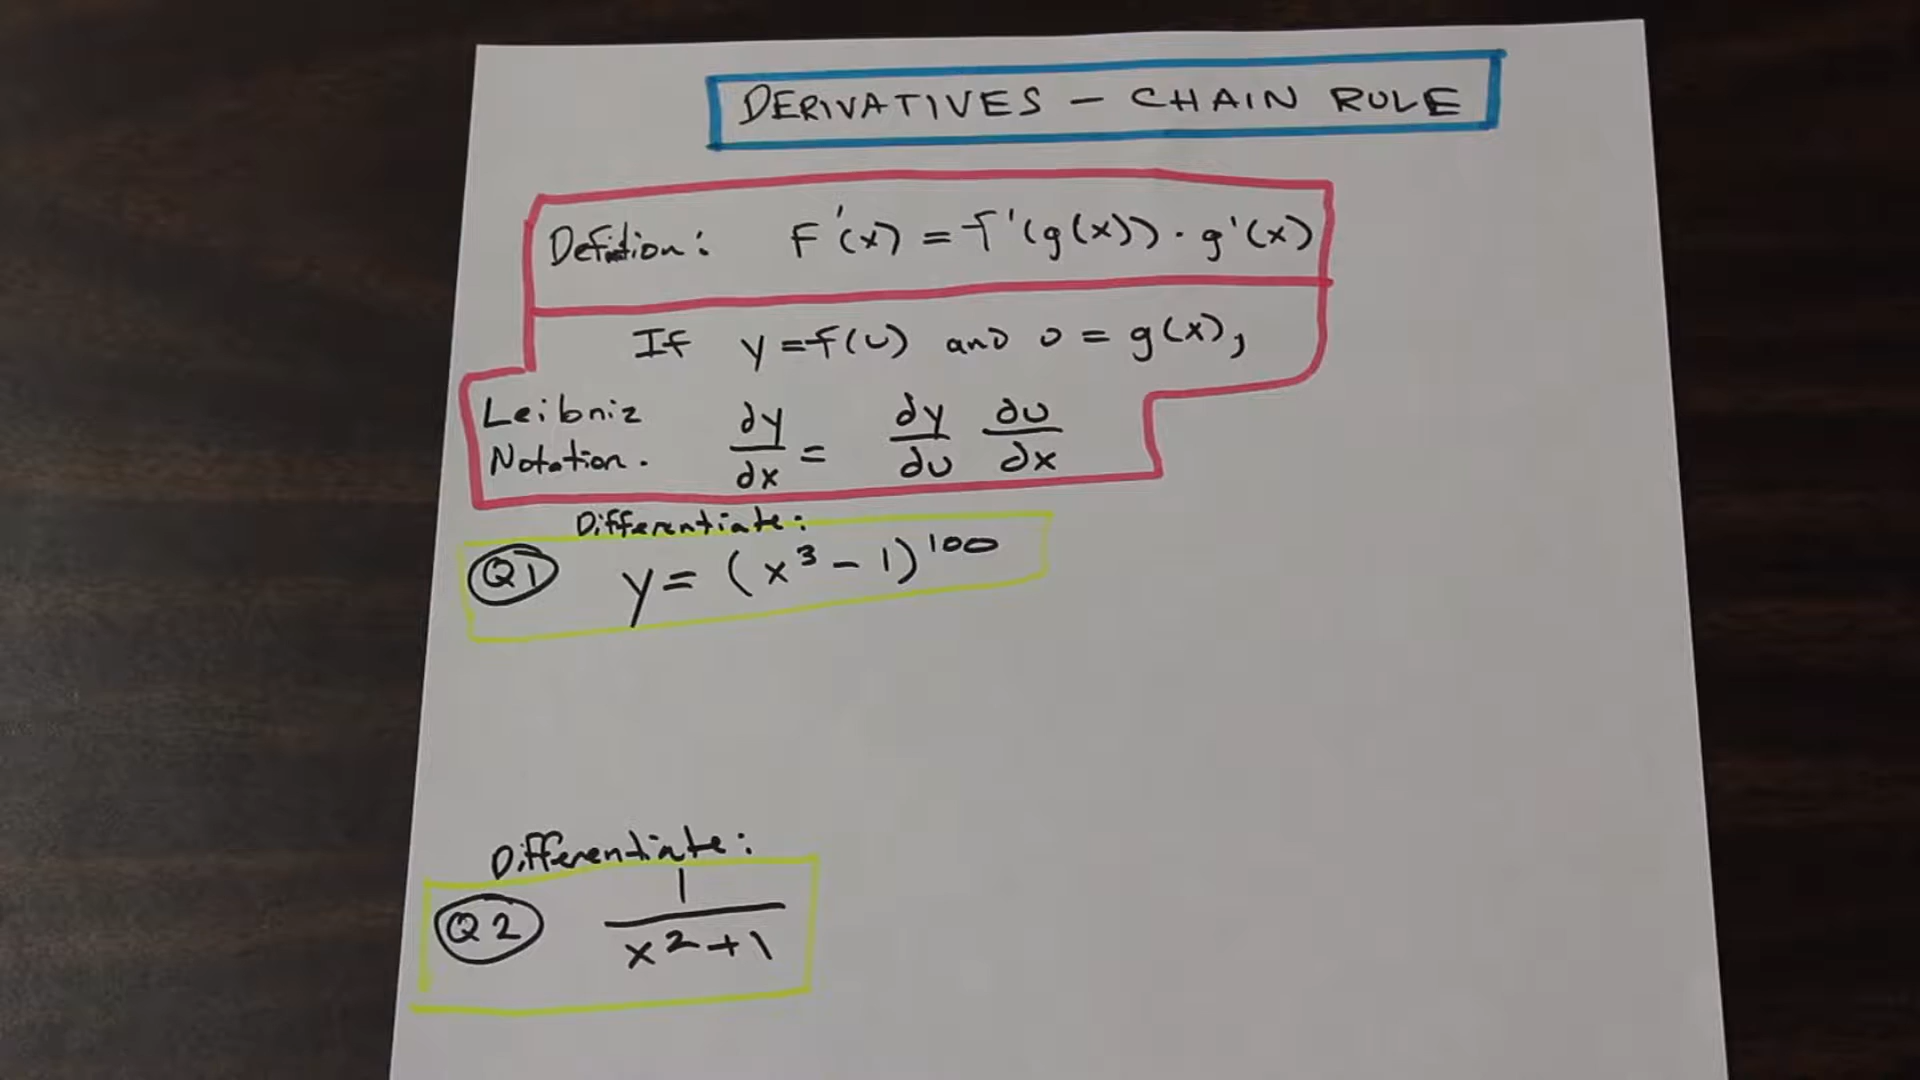 DERIVATIVES - CHAIN RULE
Defintion: F'(x) = f'(g(x)) · g'(x)
If y = f(u) and u = g(x),
Leibniz Notation. dy/dx = dy/du du/dx
Differentiate:
Q1 y = (x³ - 1)¹⁰⁰
Differentiate:
Q2 1/(x² + 1)